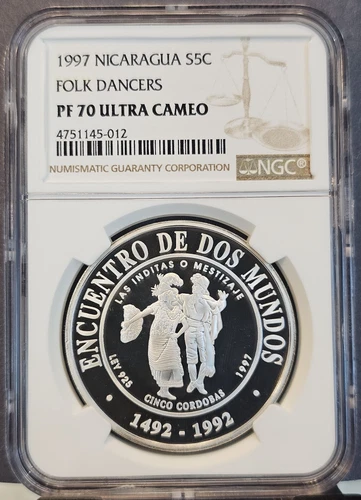 1997 NICARAGUA S5C
FOLK DANCERS
PF 70 ULTRA CAMEO
4751145-012
NUMISMATIC GUARANTY CORPORATION
NGC®
ENCUENTRO DE DOS MUNDOS
LAS INDITAS O MESTIZAJE
LEY 925
1997
CINCO CORDOBAS
· 1492 - 1992 ·